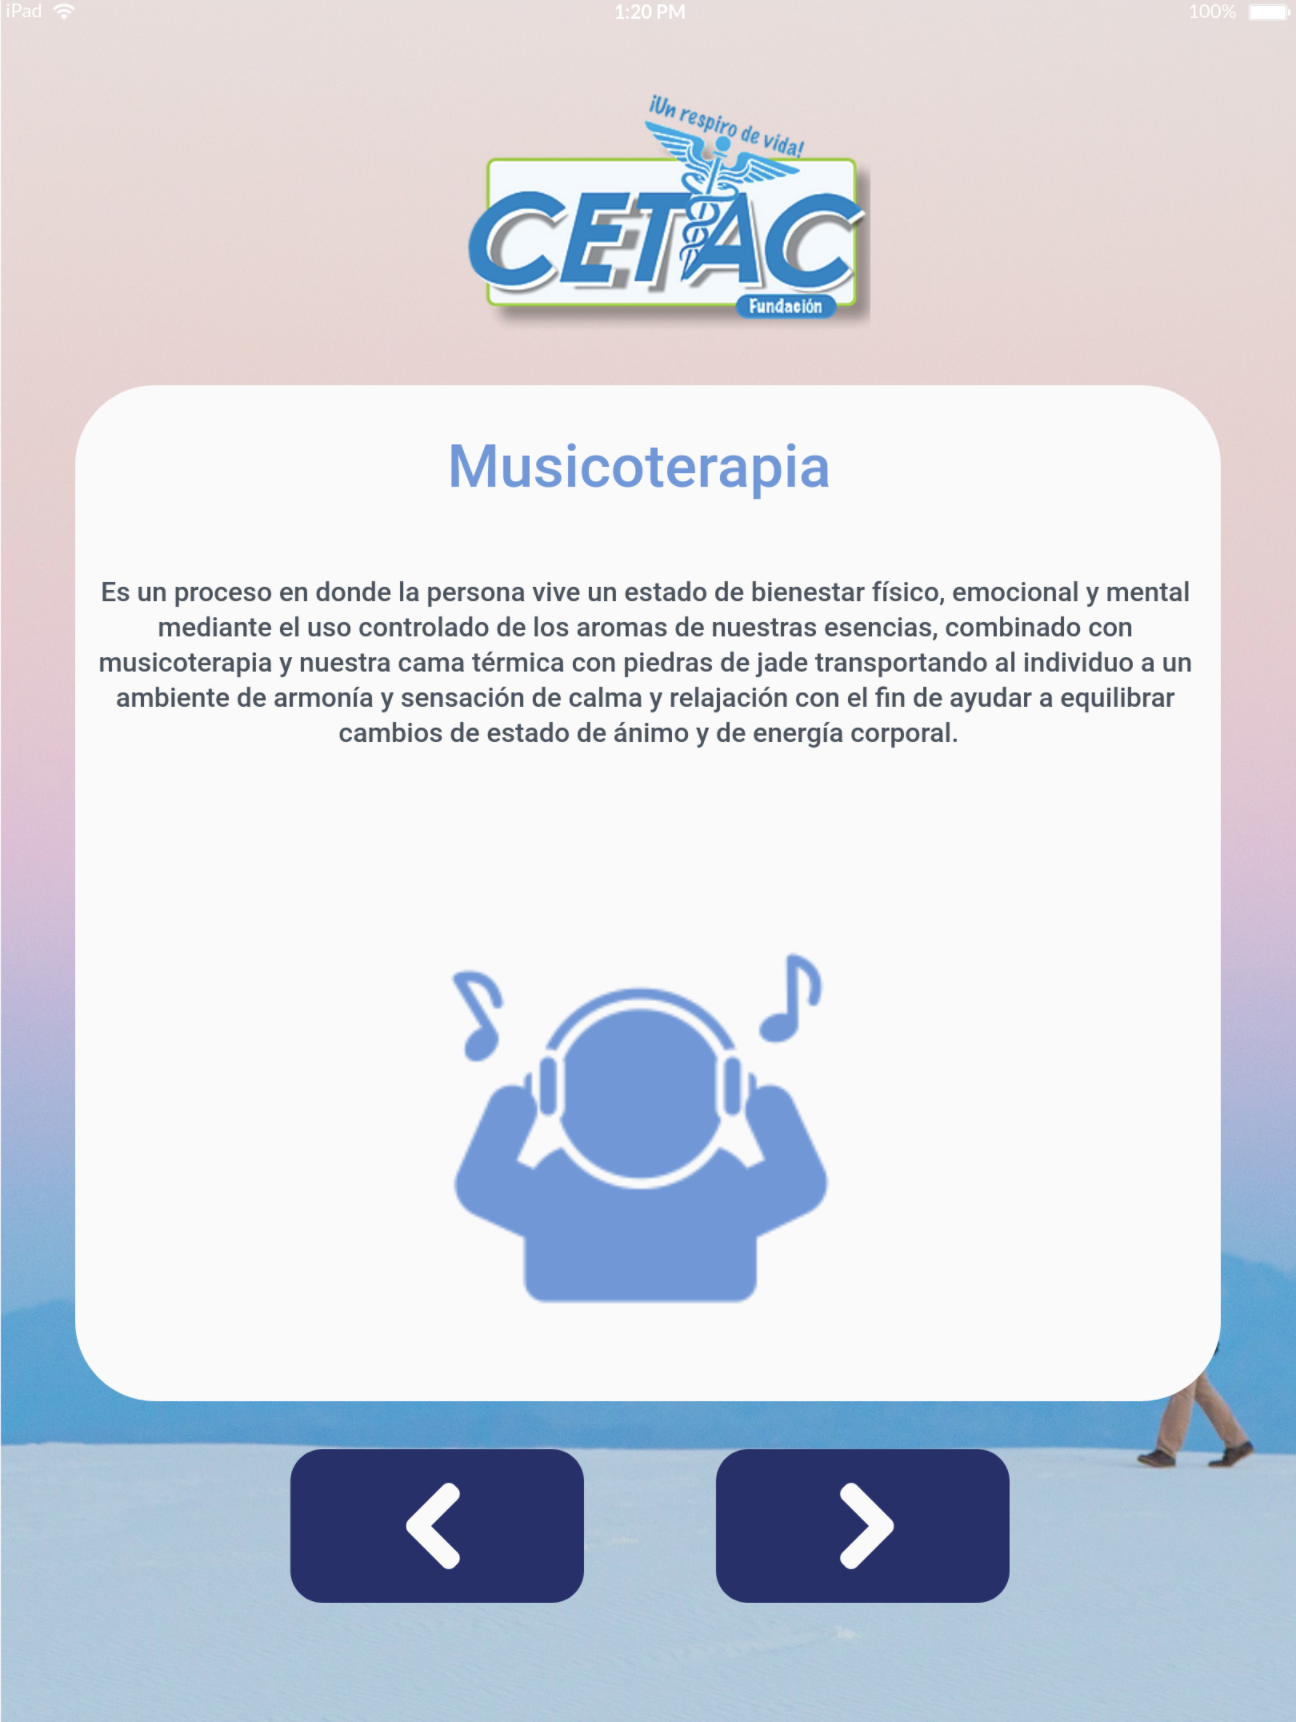 iPad
1:20 PM
100%
¡Un respiro de vida!
CETAC
Fundación
Musicoterapia
Es un proceso en donde la persona vive un estado de bienestar físico, emocional y mental
mediante el uso controlado de los aromas de nuestras esencias, combinado con
musicoterapia y nuestra cama térmica con piedras de jade transportando al individuo a un
ambiente de armonía y sensación de calma y relajación con el fin de ayudar a equilibrar
cambios de estado de ánimo y de energía corporal.